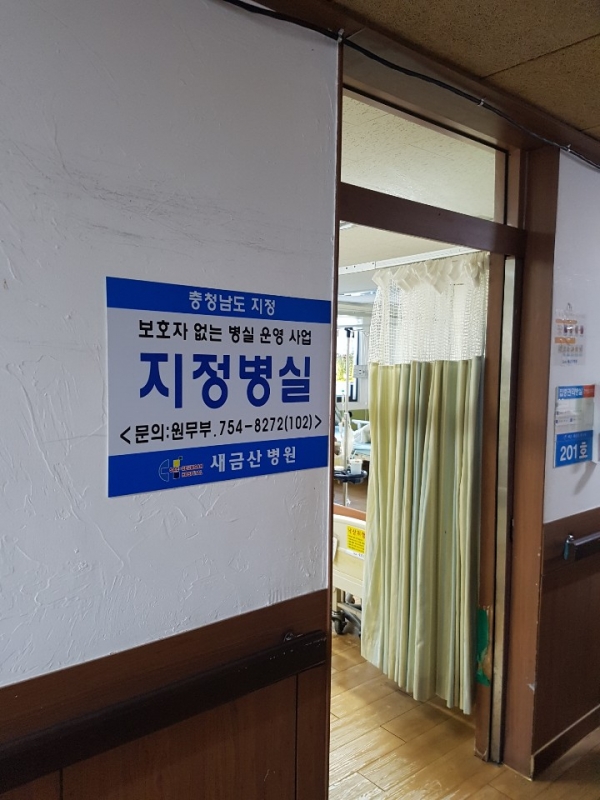 충청남도 지정
보호자 없는 병실 운영 사업
지정병실
<문의:원무부.754-8272(102)>
새금산병원
201호